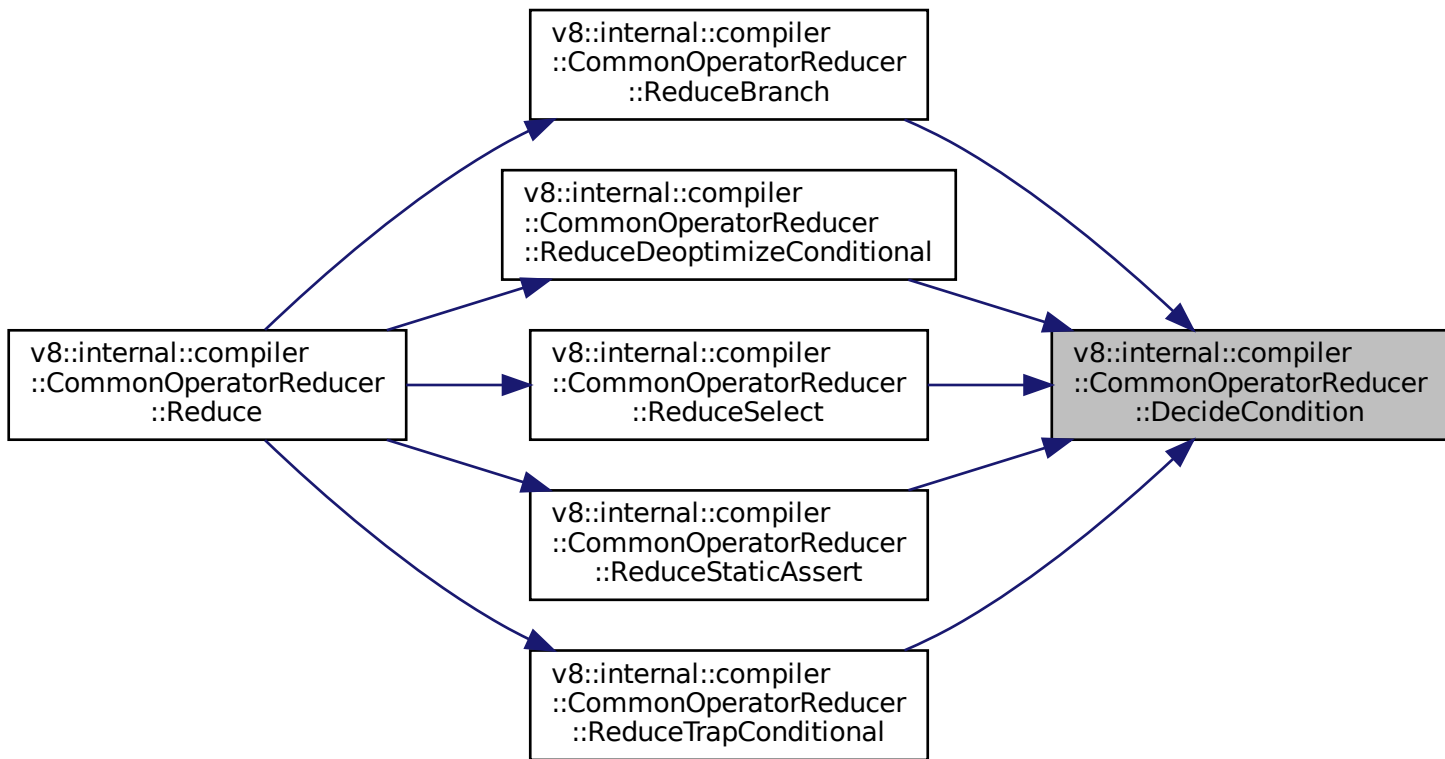 v8::internal::compiler
::CommonOperatorReducer
::ReduceBranch
v8::internal::compiler
::CommonOperatorReducer
::ReduceDeoptimizeConditional
v8::internal::compiler
::CommonOperatorReducer
::Reduce
v8::internal::compiler
::CommonOperatorReducer
::ReduceSelect
v8::internal::compiler
::CommonOperatorReducer
::DecideCondition
v8::internal::compiler
::CommonOperatorReducer
::ReduceStaticAssert
v8::internal::compiler
::CommonOperatorReducer
::ReduceTrapConditional